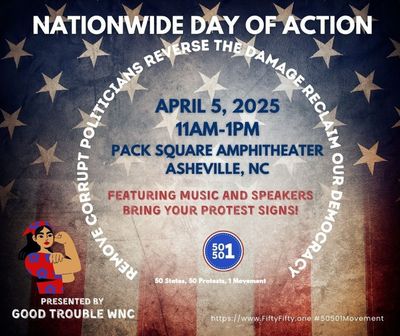 NATIONWIDE DAY OF ACTION
REMOVE CORRUPT POLITICIANS REVERSE THE DAMAGE RECLAIM OUR DEMOCRACY
APRIL 5, 2025
11AM-1PM
PACK SQUARE AMPHITHEATER
ASHEVILLE, NC
FEATURING MUSIC AND SPEAKERS
BRING YOUR PROTEST SIGNS!
50
501
50 States, 50 Protests, 1 Movement
PRESENTED BY
GOOD TROUBLE WNC
https://www.FiftyFifty.one #50501Movement